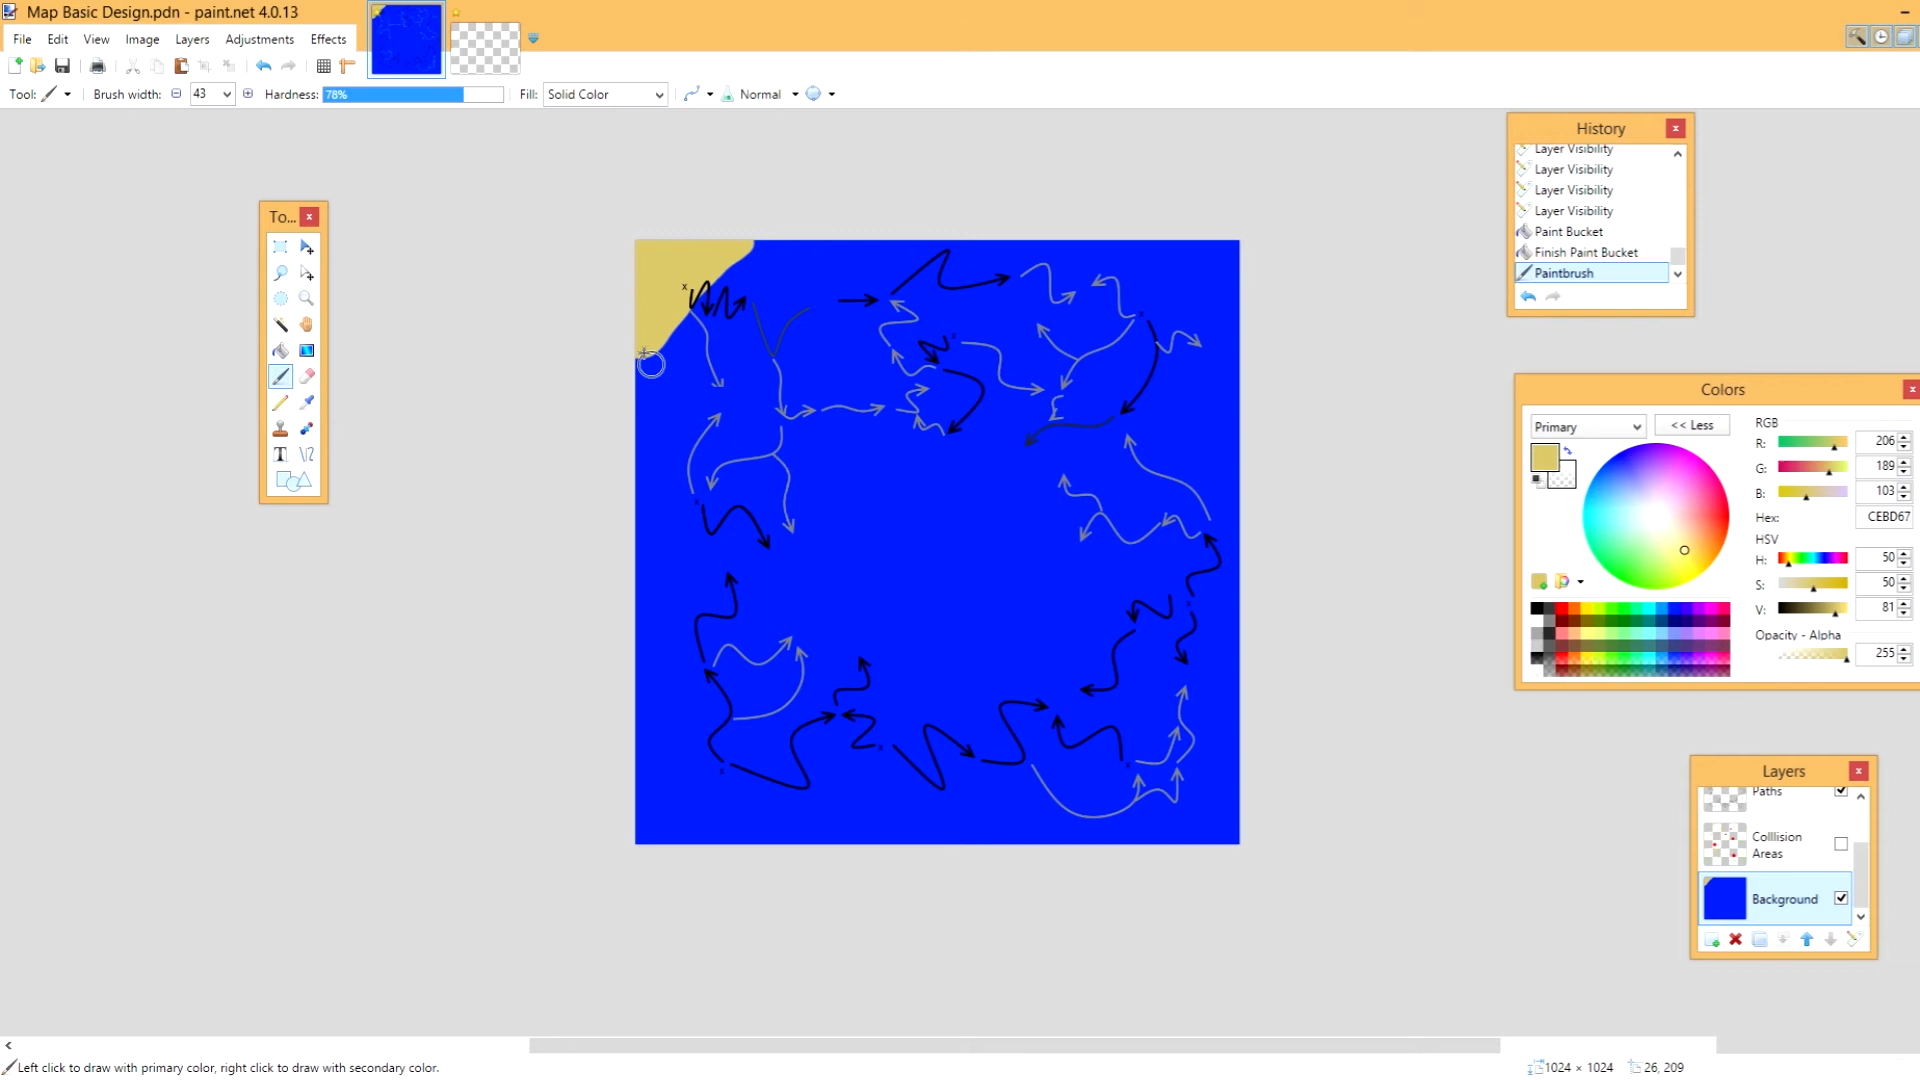 Map Basic Design.pdn - paint.net 4.0.13
File Edit View Image Layers Adjustments Effects
Tool: Brush width: 43 Hardness: 78% Fill: Solid Color Normal
To...
T
x
x
x
x
x
x
x
x
History
Layer Visibility
Layer Visibility
Layer Visibility
Layer Visibility
Paint Bucket
Finish Paint Bucket
Paintbrush
Colors
Primary << Less
RGB
R: 206
G: 189
B: 103
Hex: CEBD67
HSV
H: 50
S: 50
V: 81
Opacity - Alpha
255
Layers
Paths
Colllision
Areas
Background
Left click to draw with primary color, right click to draw with secondary color.
1024 × 1024 26, 209